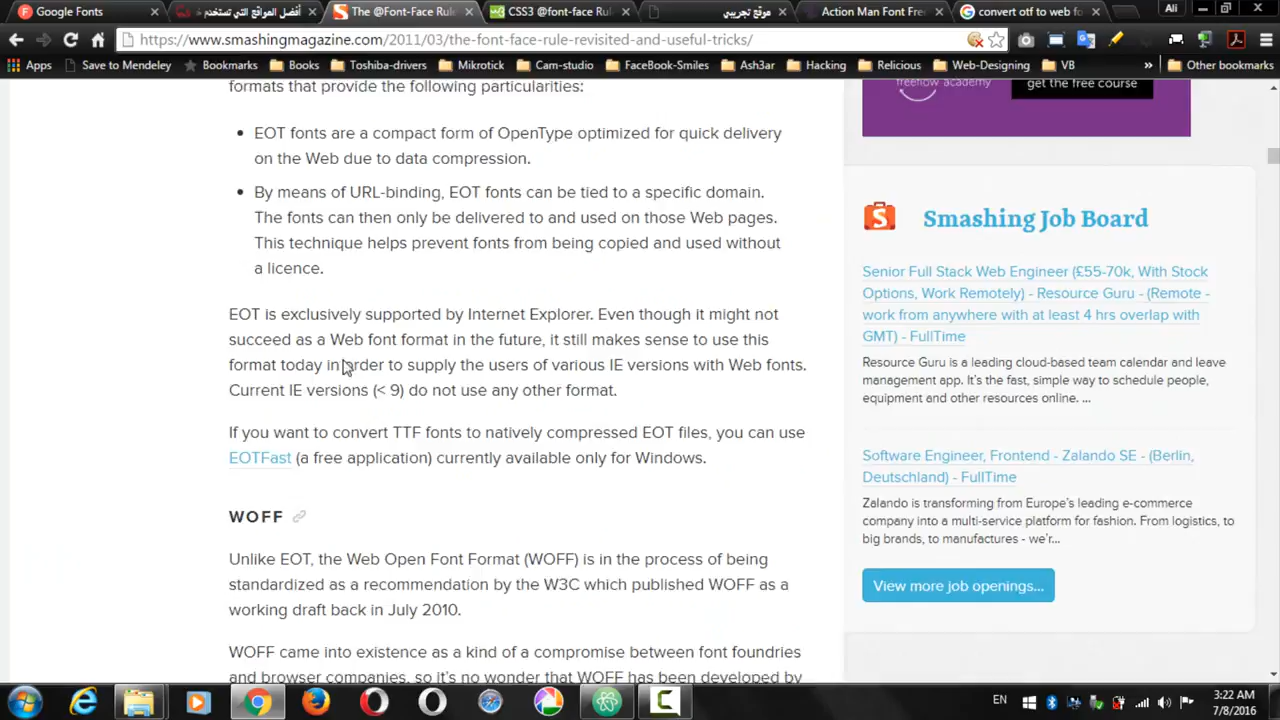 Google Fonts
أفضل المواقع التي تستخدم
The @Font-Face Rule
CSS3 @font-face Rul
موقع تجريبي
Action Man Font Fre
convert otf to web fo
Ali
https://www.smashingmagazine.com/2011/03/the-font-face-rule-revisited-and-useful-tricks/
Apps
Save to Mendeley
Bookmarks
Books
Toshiba-drivers
Mikrotick
Cam-studio
FaceBook-Smiles
Ash3ar
Hacking
Relicious
Web-Designing
VB
»
Other bookmarks
formats that provide the following particularities:
• EOT fonts are a compact form of OpenType optimized for quick delivery
on the Web due to data compression.
• By means of URL-binding, EOT fonts can be tied to a specific domain.
The fonts can then only be delivered to and used on those Web pages.
This technique helps prevent fonts from being copied and used without
a licence.
EOT is exclusively supported by Internet Explorer. Even though it might not
succeed as a Web font format in the future, it still makes sense to use this
format today in order to supply the users of various IE versions with Web fonts.
Current IE versions (< 9) do not use any other format.
If you want to convert TTF fonts to natively compressed EOT files, you can use
EOTFast (a free application) currently available only for Windows.
WOFF
Unlike EOT, the Web Open Font Format (WOFF) is in the process of being
standardized as a recommendation by the W3C which published WOFF as a
working draft back in July 2010.
WOFF came into existence as a kind of a compromise between font foundries
and browser companies, so it's no wonder that WOFF has been developed by
freeflow academy
get the free course
S
Smashing Job Board
Senior Full Stack Web Engineer (£55-70k, With Stock
Options, Work Remotely) - Resource Guru - (Remote -
work from anywhere with at least 4 hrs overlap with
GMT) - FullTime
Resource Guru is a leading cloud-based team calendar and leave
management app. It's the fast, simple way to schedule people,
equipment and other resources online. ...
Software Engineer, Frontend - Zalando SE - (Berlin,
Deutschland) - FullTime
Zalando is transforming from Europe's leading e-commerce
company into a multi-service platform for fashion. From logistics, to
big brands, to manufactures - we'r...
View more job openings...
EN
3:22 AM
7/8/2016